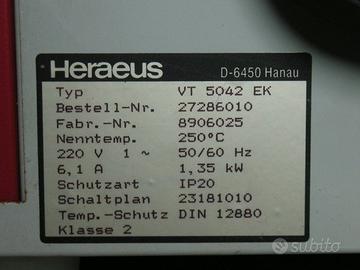 Heraeus D-6450 Hanau
Typ VT 5042 EK
Bestell-Nr. 27286010
Fabr.-Nr. 8906025
Nenntemp. 250°C
220 V 1 ~ 50/60 Hz
6,1 A 1,35 kW
Schutzart IP20
Schaltplan 23181010
Temp.-Schutz DIN 12880
Klasse 2
subito